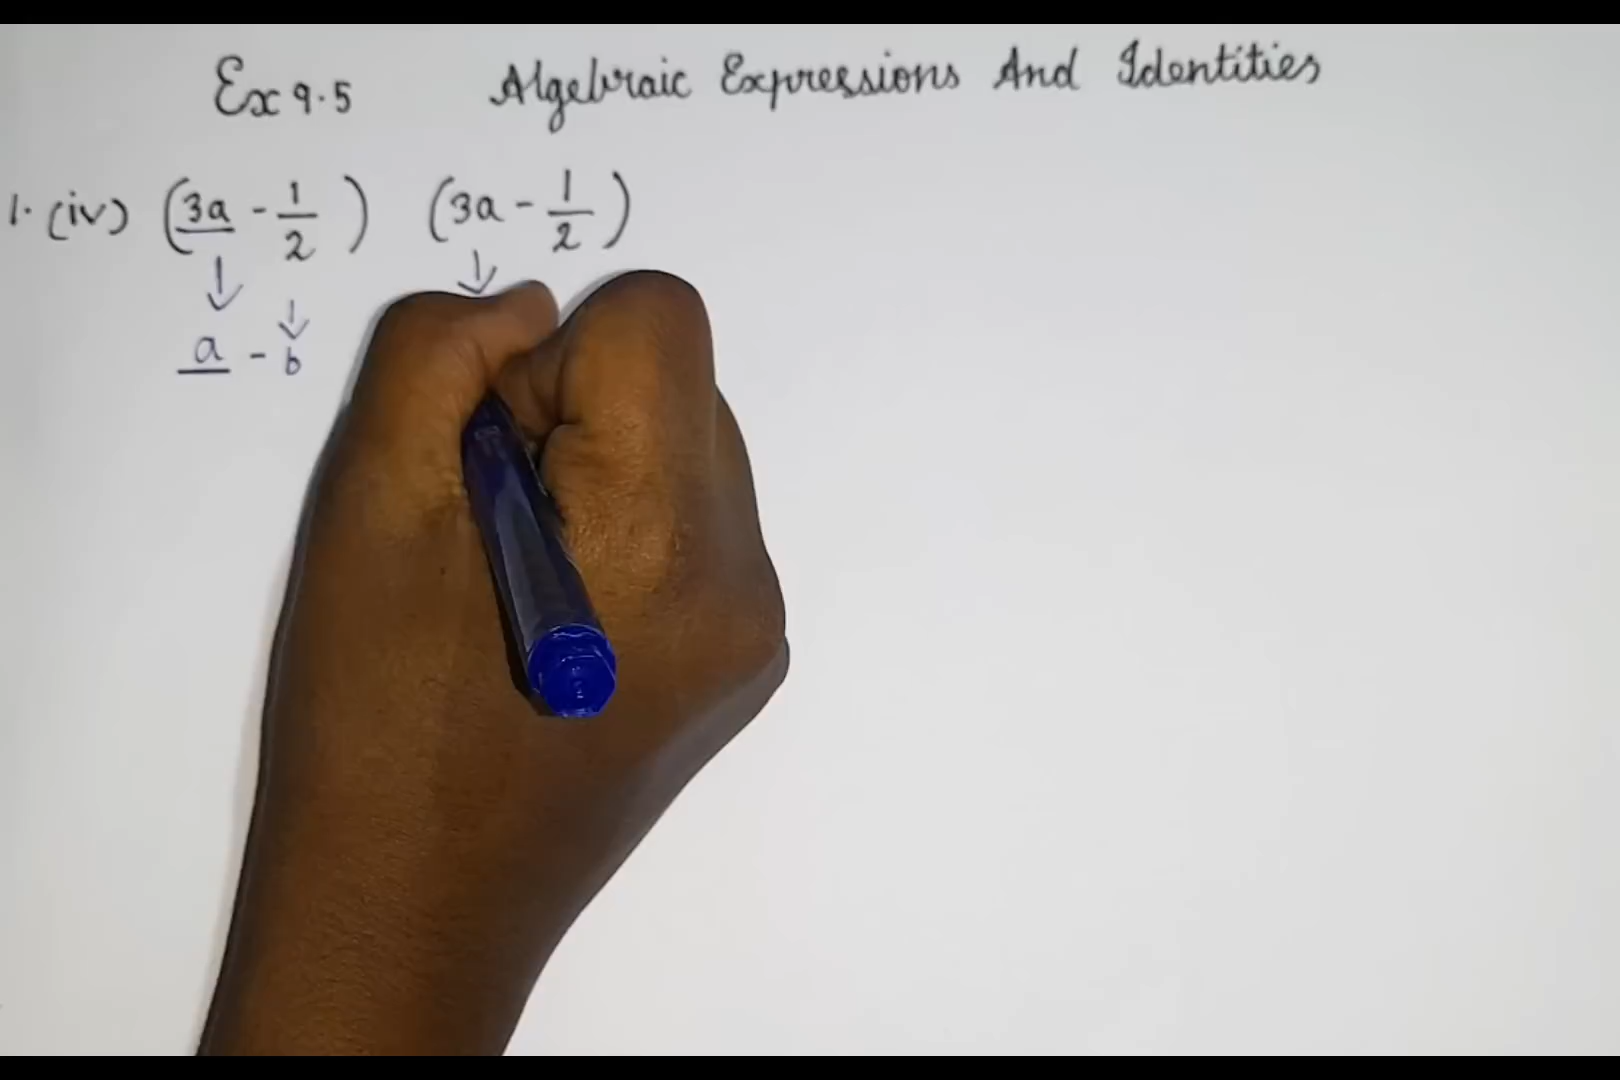 Ex 9.5 Algebraic Expressions And Identities
1. (iv) (3a - 1/2) (3a - 1/2)
↓ ↓ ↓
a - b